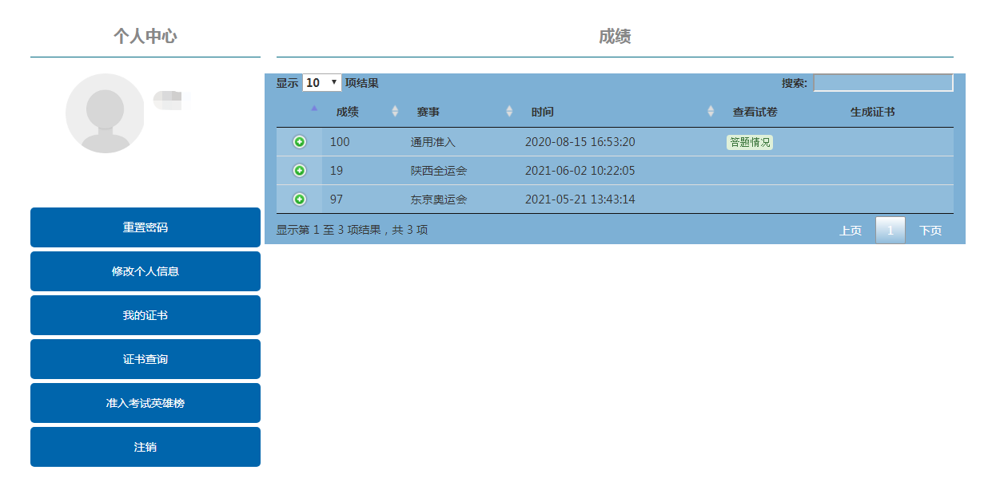 个人中心
重置密码
修改个人信息
我的证书
证书查询
准入考试英雄榜
注销
成绩
显示 10 项结果 搜索:
成绩 赛事 时间 查看试卷 生成证书
100 通用准入 2020-08-15 16:53:20 答题情况
19 陕西全运会 2021-06-02 10:22:05
97 东京奥运会 2021-05-21 13:43:14
显示第 1 至 3 项结果，共 3 项 上页 1 下页